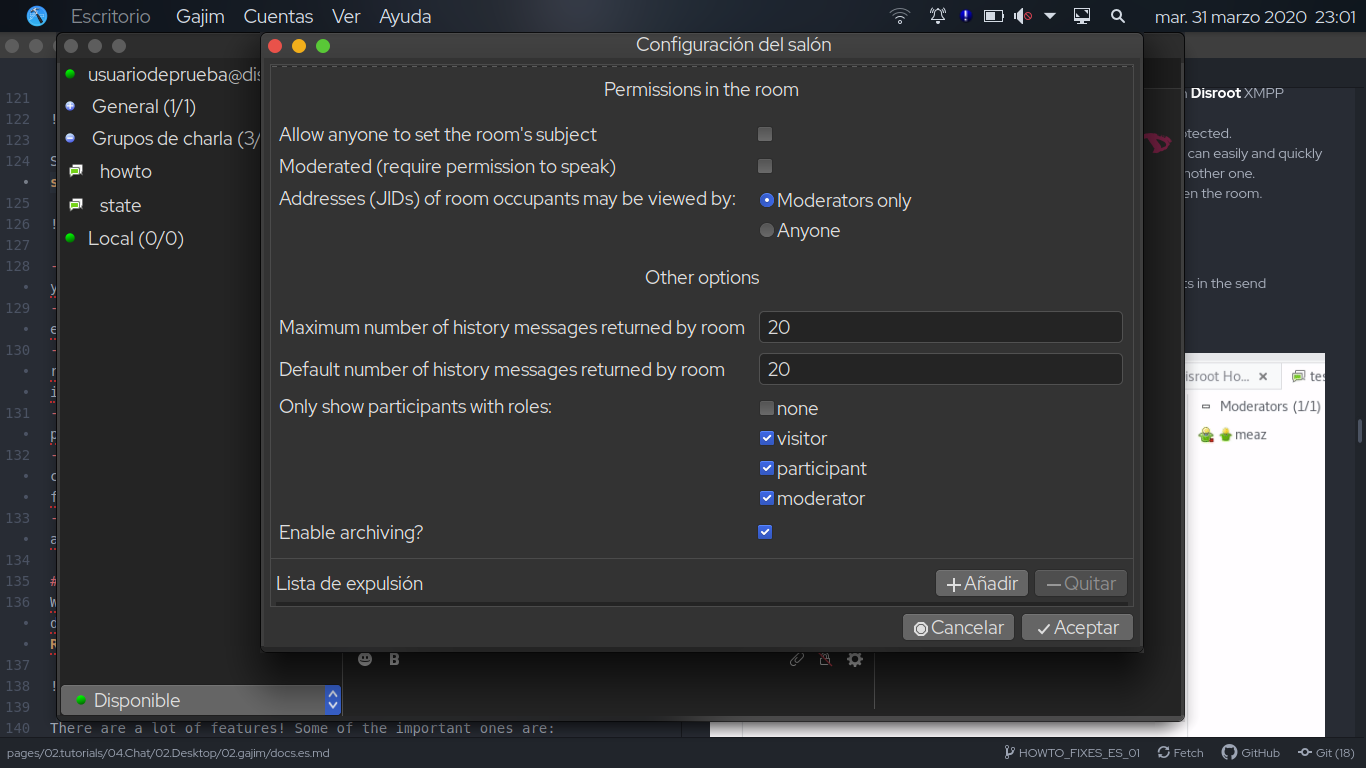 Escritorio Gajim Cuentas Ver Ayuda mar. 31 marzo 2020 23:01
Configuración del salón
usuariodeprueba@dis
General (1/1)
Grupos de charla (3/
howto
state
Local (0/0)
Disponible
Permissions in the room
Allow anyone to set the room's subject
Moderated (require permission to speak)
Addresses (JIDs) of room occupants may be viewed by:
Moderators only
Anyone
Other options
Maximum number of history messages returned by room 20
Default number of history messages returned by room 20
Only show participants with roles:
none
visitor
participant
moderator
Enable archiving?
Lista de expulsión Añadir Quitar
Cancelar Aceptar
B
121
122 !
123
124 S
s
125
126 !
127
128 -
y
129 -
e
130 -
r
i
131 -
p
132 -
c
f
133 -
a
134
135 #
136 W
d
R
137
138 !
139
140 There are a lot of features! Some of the important ones are:
Disroot XMPP
otected.
can easily and quickly
nother one.
en the room.
ts in the send
isroot Ho... × tes
Moderators (1/1)
meaz
pages/02.tutorials/04.Chat/02.Desktop/02.gajim/docs.es.md HOWTO_FIXES_ES_01 Fetch GitHub Git (18)